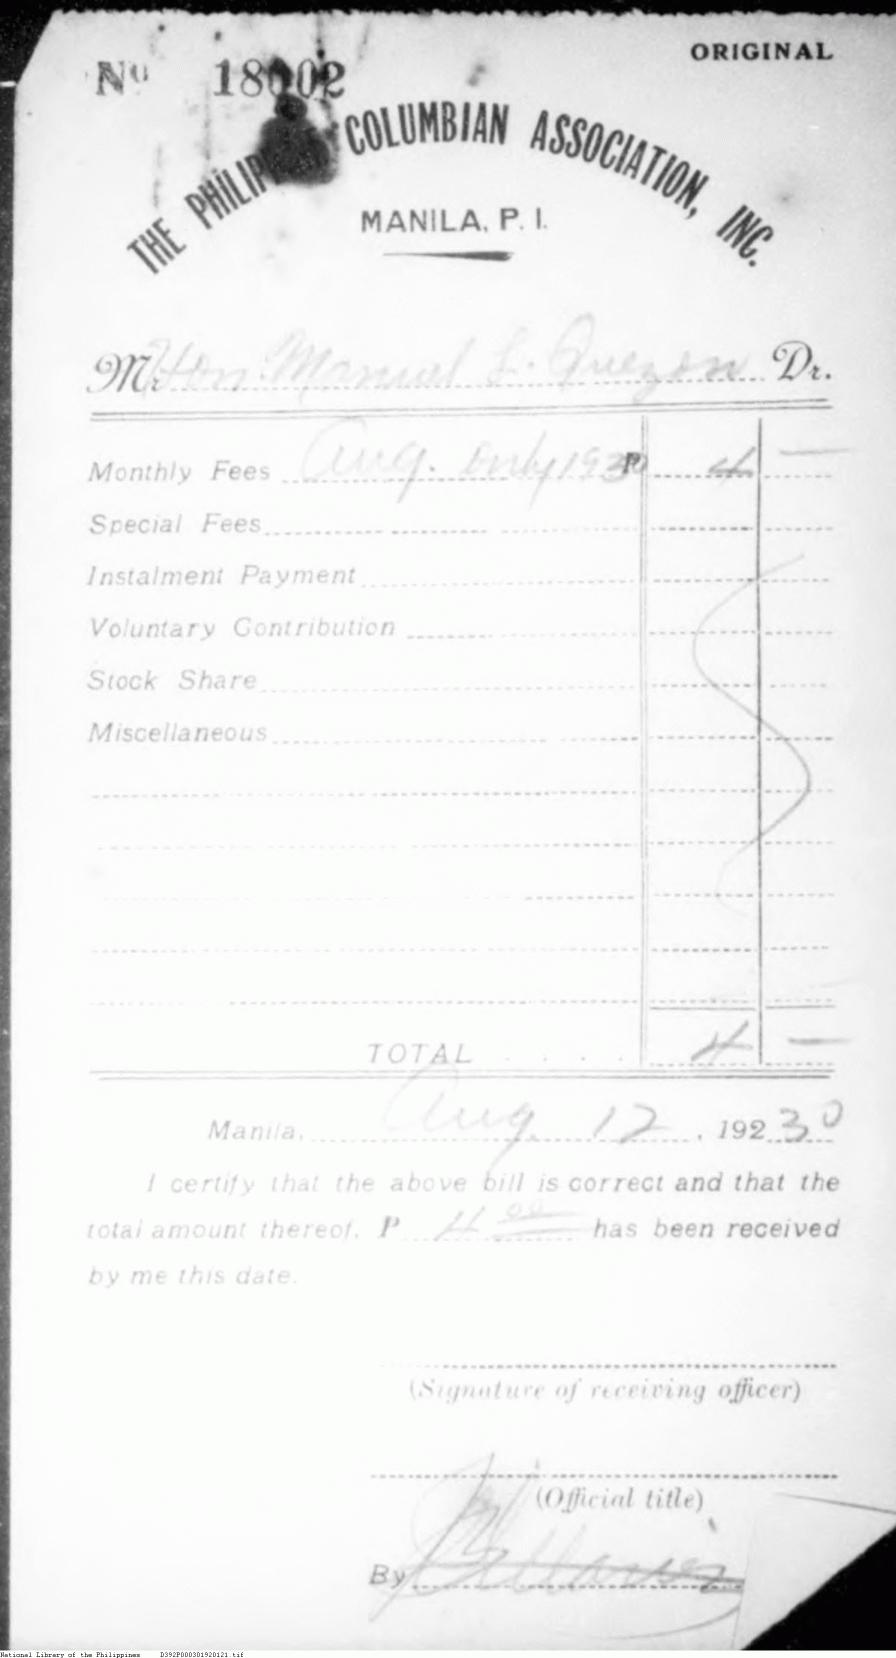 ORIGINAL
No 18002
THE PHILIPPINE COLUMBIAN ASSOCIATION, INC.
MANILA, P. I.
Mr. Hon. Manuel L. Quezon Dr.
Monthly Fees Aug. only 1930 P 4 —
Special Fees
Instalment Payment
Voluntary Contribution
Stock Share
Miscellaneous
TOTAL . . . . 4 —
Manila, Aug. 12, 192 30
I certify that the above bill is correct and that the
total amount thereof, P 4 00 has been received
by me this date.
(Signature of receiving officer)
(Official title)
By
National Library of the Philippines D392P000301920121.tif